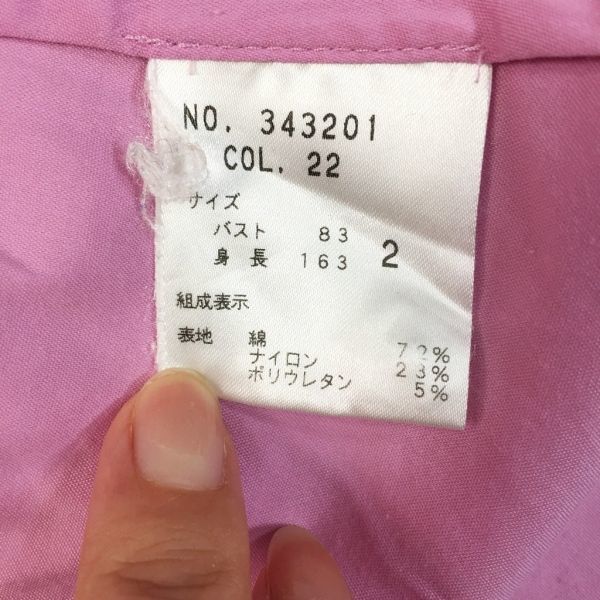 NO. 343201
COL. 22
サイズ
バスト 83
身長 163 2
組成表示
表地 綿 72%
ナイロン 23%
ポリウレタン 5%